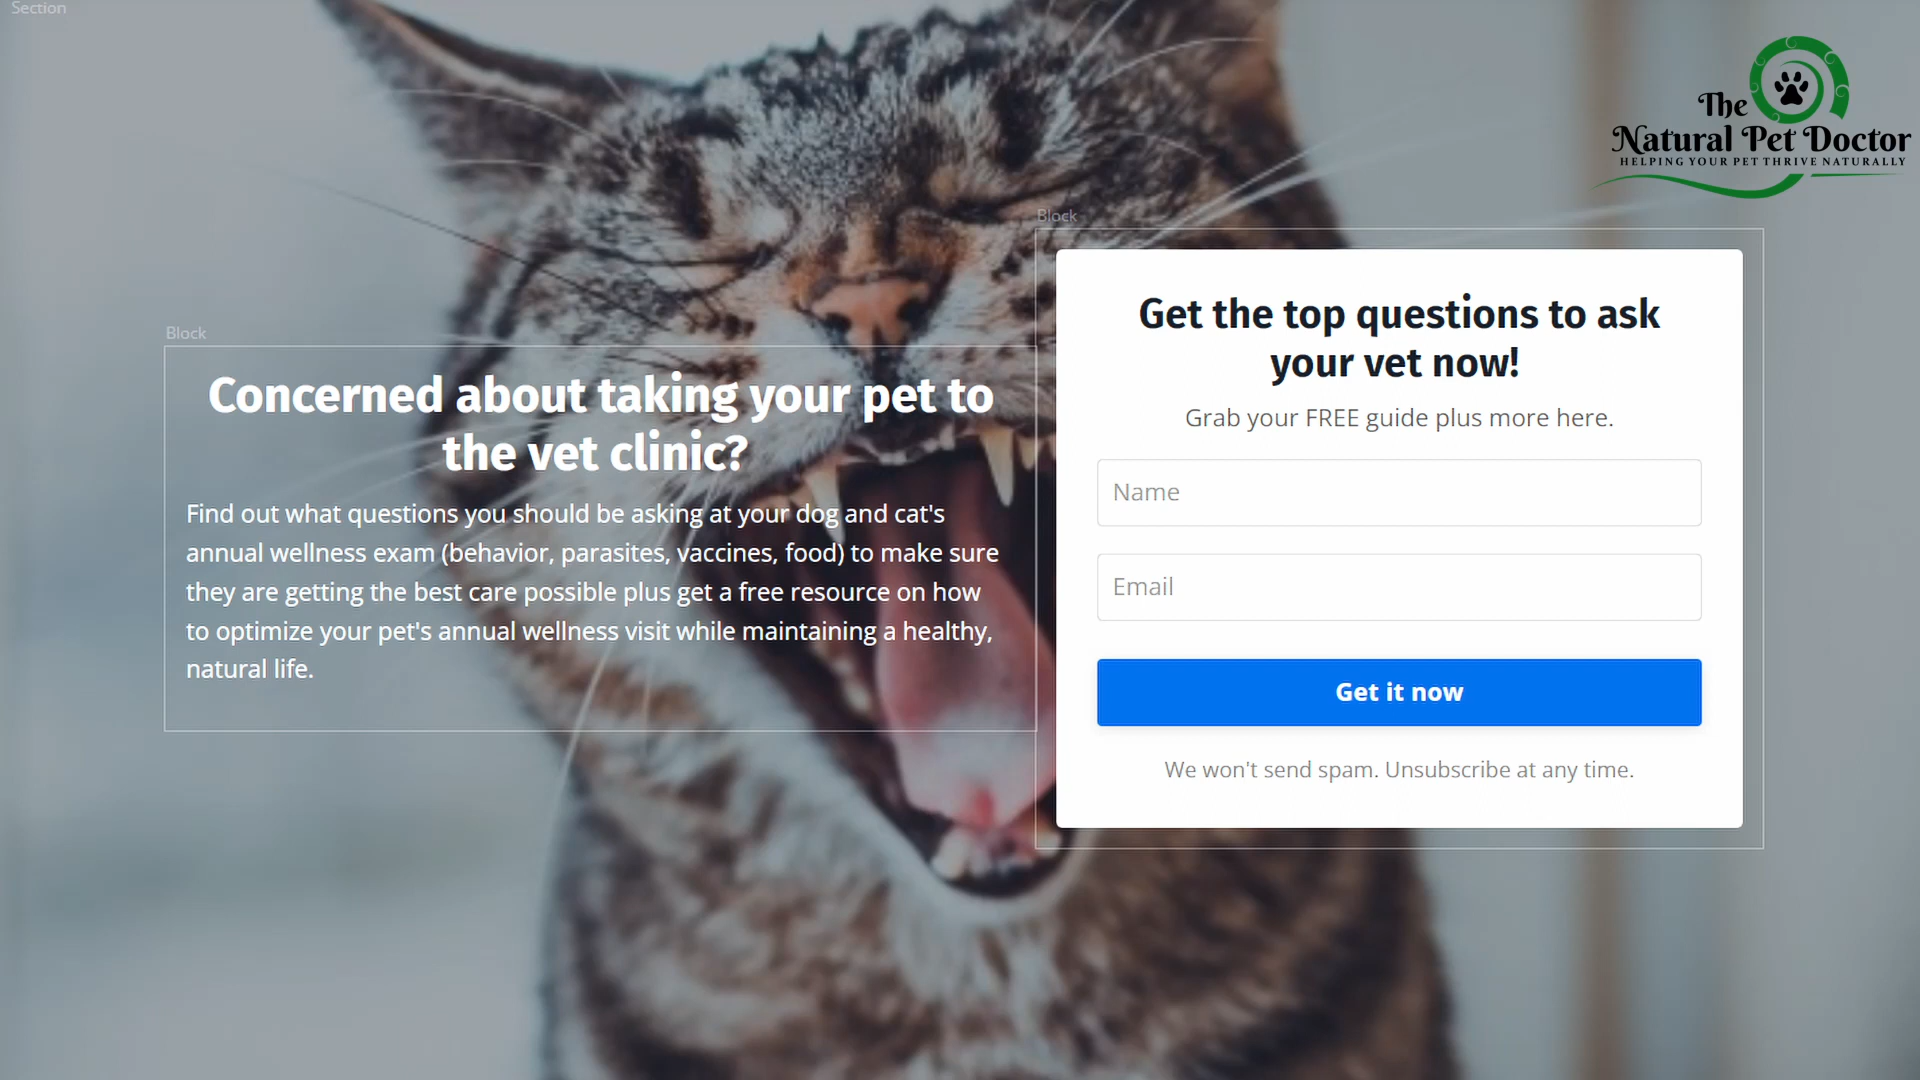 Section
The
Natural Pet Doctor
HELPING YOUR PET THRIVE NATURALLY
Block
Block
Concerned about taking your pet to
the vet clinic?
Find out what questions you should be asking at your dog and cat's
annual wellness exam (behavior, parasites, vaccines, food) to make sure
they are getting the best care possible plus get a free resource on how
to optimize your pet's annual wellness visit while maintaining a healthy,
natural life.
Get the top questions to ask
your vet now!
Grab your FREE guide plus more here.
Name
Email
Get it now
We won't send spam. Unsubscribe at any time.